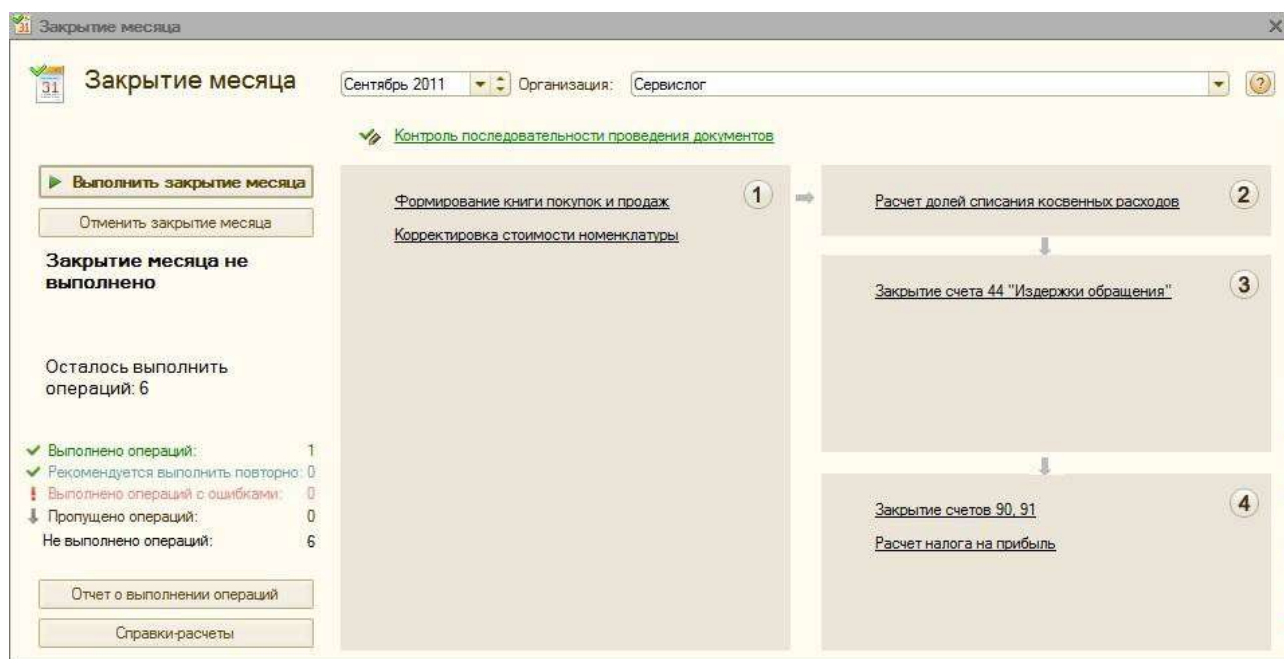 31 Закрытие месяца
31 Закрытие месяца
Сентябрь 2011 Организация: Сервислог ?
Контроль последовательности проведения документов
Выполнить закрытие месяца
Отменить закрытие месяца
Закрытие месяца не
выполнено
Осталось выполнить
операций: 6
Выполнено операций: 1
Рекомендуется выполнить повторно: 0
Выполнено операций с ошибками: 0
Пропущено операций: 0
Не выполнено операций: 6
Отчет о выполнении операций
Справки-расчеты
1
Формирование книги покупок и продаж
Корректировка стоимости номенклатуры
2
Расчет долей списания косвенных расходов
3
Закрытие счета 44 "Издержки обращения"
4
Закрытие счетов 90, 91
Расчет налога на прибыль